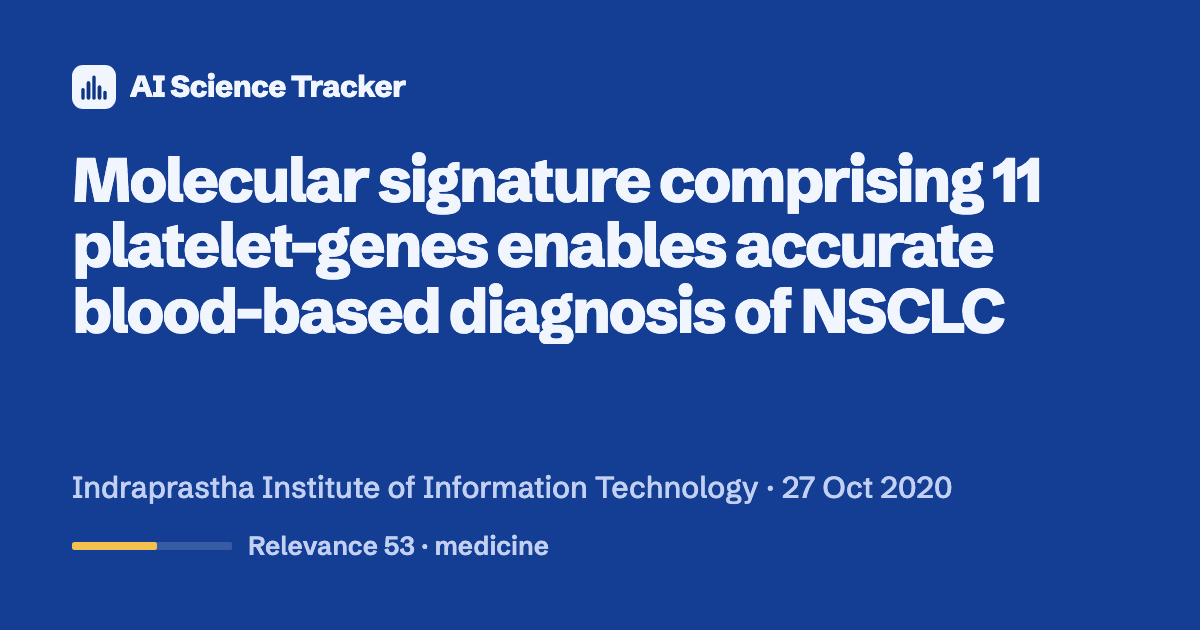 AI Science Tracker
Molecular signature comprising 11
platelet-genes enables accurate
blood-based diagnosis of NSCLC
Indraprastha Institute of Information Technology · 27 Oct 2020
Relevance 53 · medicine